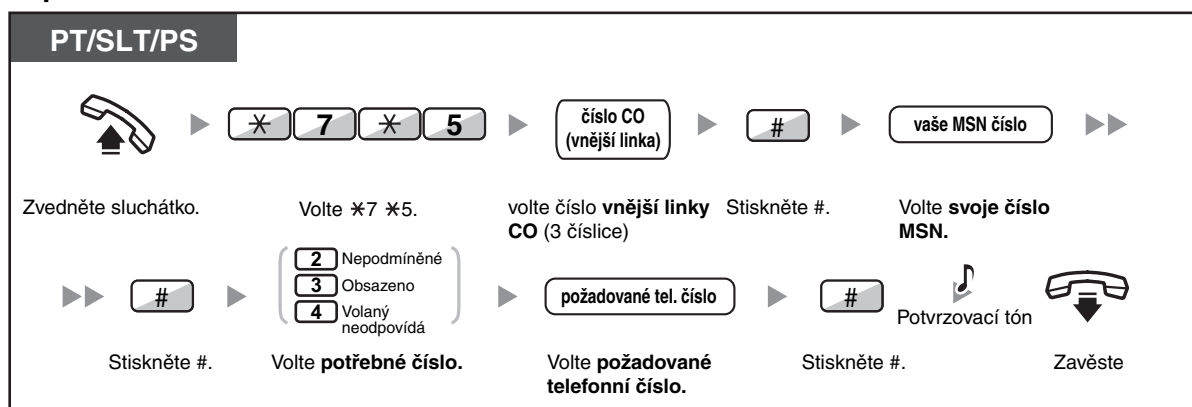 PT/SLT/PS
✳ 7 ✳ 5
číslo CO
(vnější linka)
#
vaše MSN číslo
Zvedněte sluchátko.
Volte ✳7 ✳5.
volte číslo vnější linky
CO (3 číslice)
Stiskněte #.
Volte svoje číslo
MSN.
#
2 Nepodmíněné
3 Obsazeno
4 Volaný
neodpovídá
požadované tel. číslo
#
Potvrzovací tón
Stiskněte #.
Volte potřebné číslo.
Volte požadované
telefonní číslo.
Stiskněte #.
Zavěste